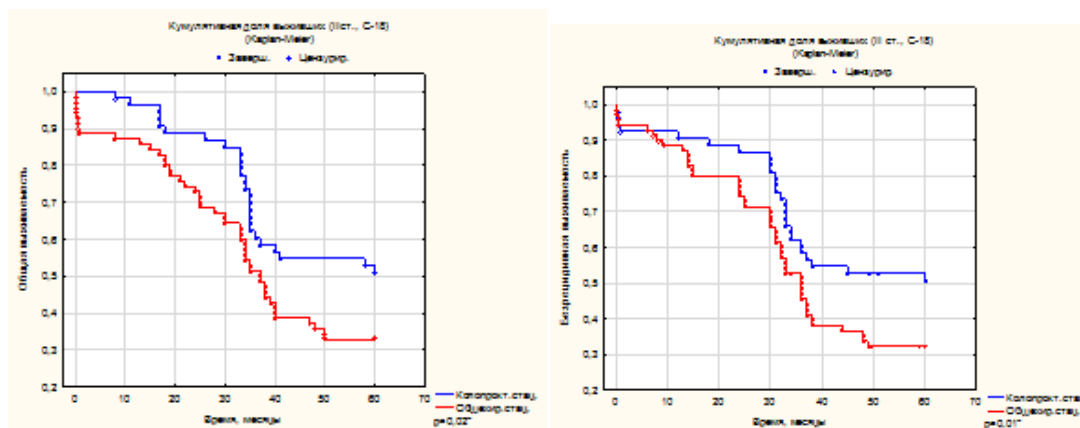 Кумулятивная доля выживших (II ст., С-18)
(Kaplan-Meier)
Заверш. Цензурир.
Общая выживаемость
1,0
0,9
0,8
0,7
0,6
0,5
0,4
0,3
0,2
0 10 20 30 40 50 60 70
Время, месяцы
Колопрокт.стац.
Общехир.стац.
p=0,02*
Кумулятивная доля выживших (II ст., С-18)
(Kaplan-Meier)
Заверш. Цензурир.
Безрецидивная выживаемость
1,0
0,9
0,8
0,7
0,6
0,5
0,4
0,3
0,2
0 10 20 30 40 50 60 70
Время, месяцы
Колопрокт.ста
Общехир.стац.
p=0,01*